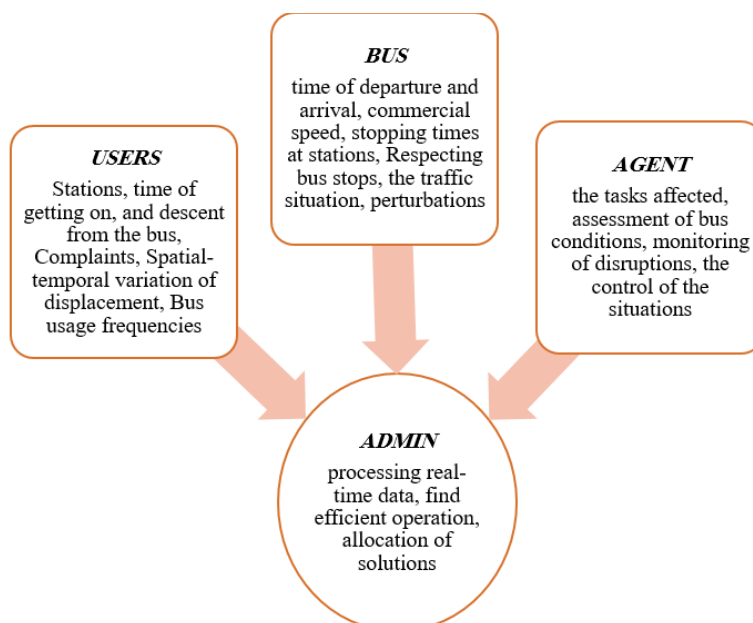 BUS
time of departure and
arrival, commercial
speed, stopping times
at stations, Respecting
bus stops, the traffic
situation, perturbations
USERS
Stations, time of
getting on, and descent
from the bus,
Complaints, Spatial-
temporal variation of
displacement, Bus
usage frequencies
AGENT
the tasks affected,
assessment of bus
conditions, monitoring
of disruptions, the
control of the
situations
ADMIN
processing real-
time data, find
efficient operation,
allocation of
solutions